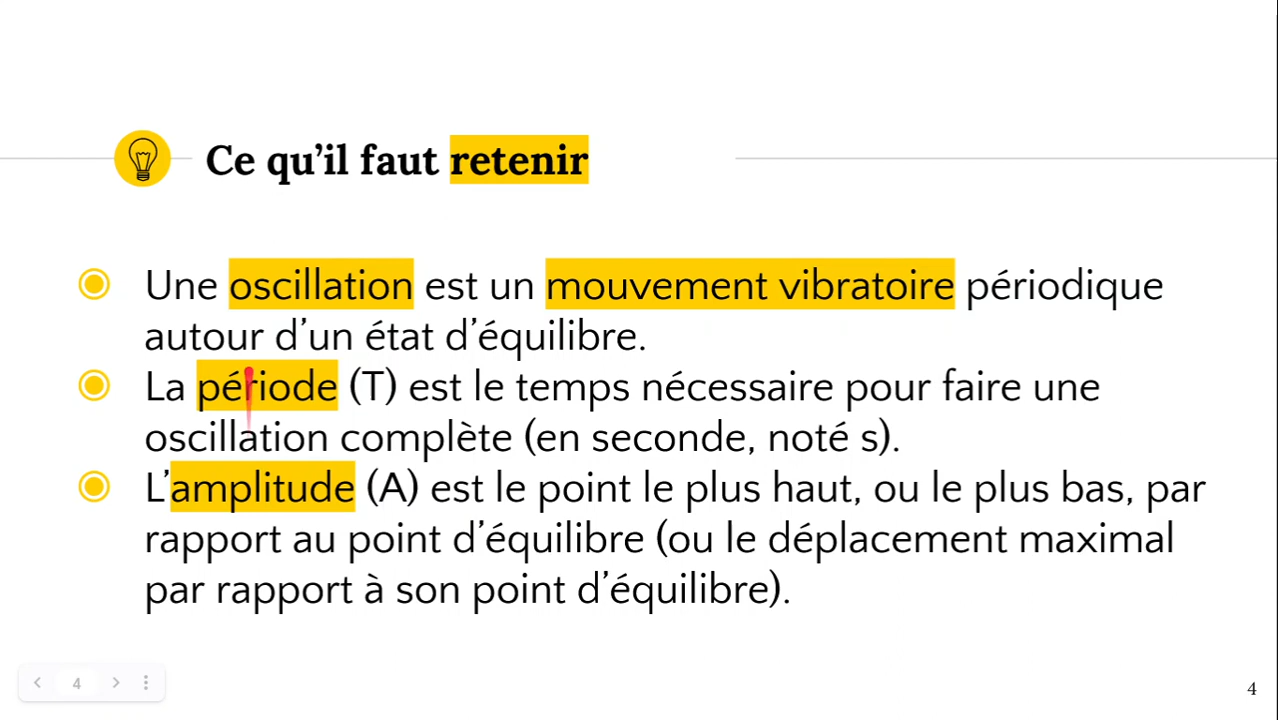 Ce qu’il faut retenir
Une oscillation est un mouvement vibratoire périodique
autour d’un état d’équilibre.
La période (T) est le temps nécessaire pour faire une
oscillation complète (en seconde, noté s).
L’amplitude (A) est le point le plus haut, ou le plus bas, par
rapport au point d’équilibre (ou le déplacement maximal
par rapport à son point d’équilibre).
4
4